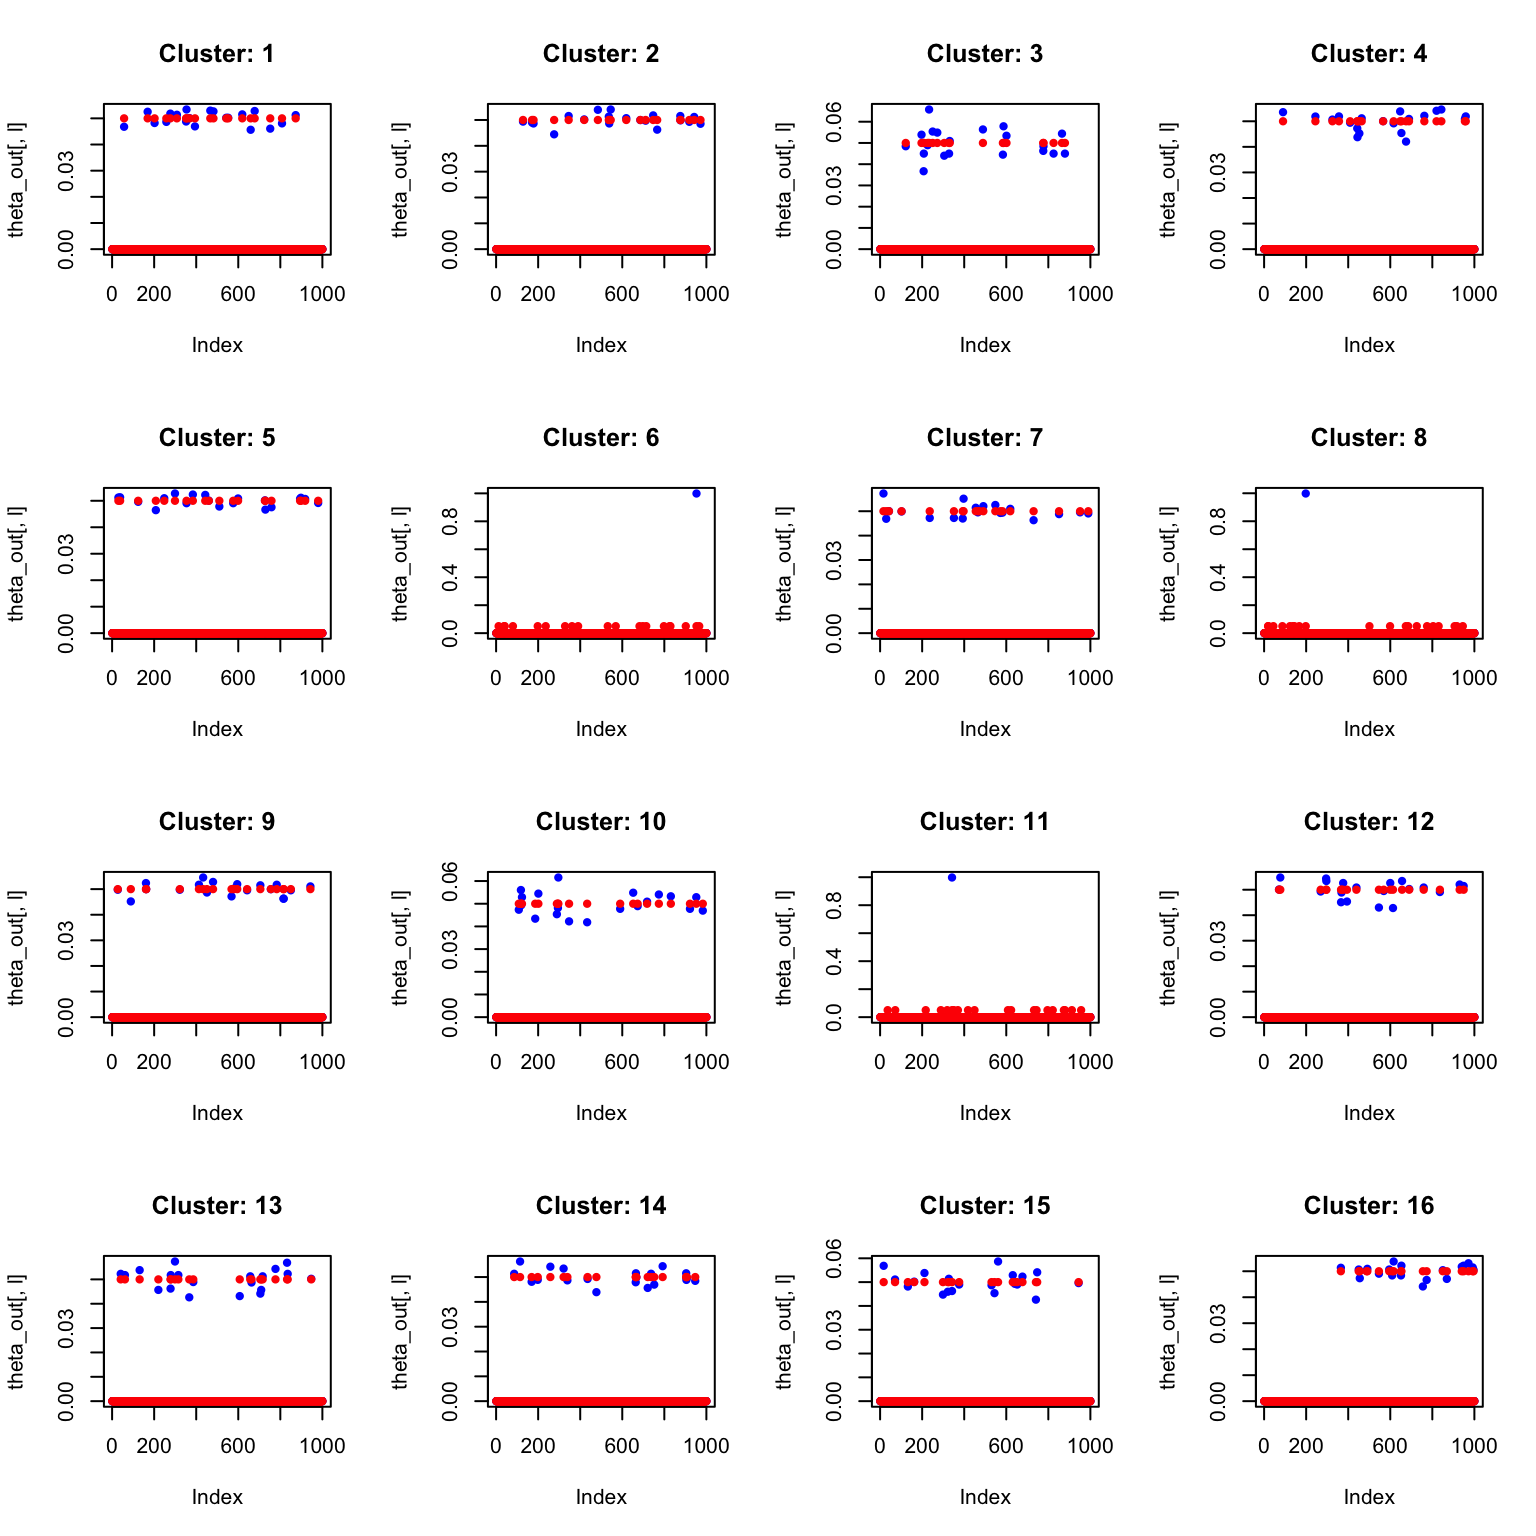 Cluster: 1
theta_out[, l]
0.00 0.03
0 200 600 1000
Index
Cluster: 2
theta_out[, l]
0.00 0.03
0 200 600 1000
Index
Cluster: 3
theta_out[, l]
0.00 0.03 0.06
0 200 600 1000
Index
Cluster: 4
theta_out[, l]
0.00 0.03
0 600 1000
Index
Cluster: 5
theta_out[, l]
0.00 0.03
0 200 600 1000
Index
Cluster: 6
theta_out[, l]
0.0 0.4 0.8
0 200 600 1000
Index
Cluster: 7
theta_out[, l]
0.00 0.03
0 200 600 1000
Index
Cluster: 8
theta_out[, l]
0.0 0.4 0.8
0 200 600 1000
Index
Cluster: 9
theta_out[, l]
0.00 0.03
0 200 600 1000
Index
Cluster: 10
theta_out[, l]
0.00 0.03 0.06
0 200 600 1000
Index
Cluster: 11
theta_out[, l]
0.0 0.4 0.8
0 200 600 1000
Index
Cluster: 12
theta_out[, l]
0.00 0.03
0 200 600 1000
Index
Cluster: 13
theta_out[, l]
0.00 0.03
0 200 600 1000
Index
Cluster: 14
theta_out[, l]
0.00 0.03
0 200 600 1000
Index
Cluster: 15
theta_out[, l]
0.00 0.03 0.06
0 200 600 1000
Index
Cluster: 16
theta_out[, l]
0.00 0.03
0 200 600 1000
Index